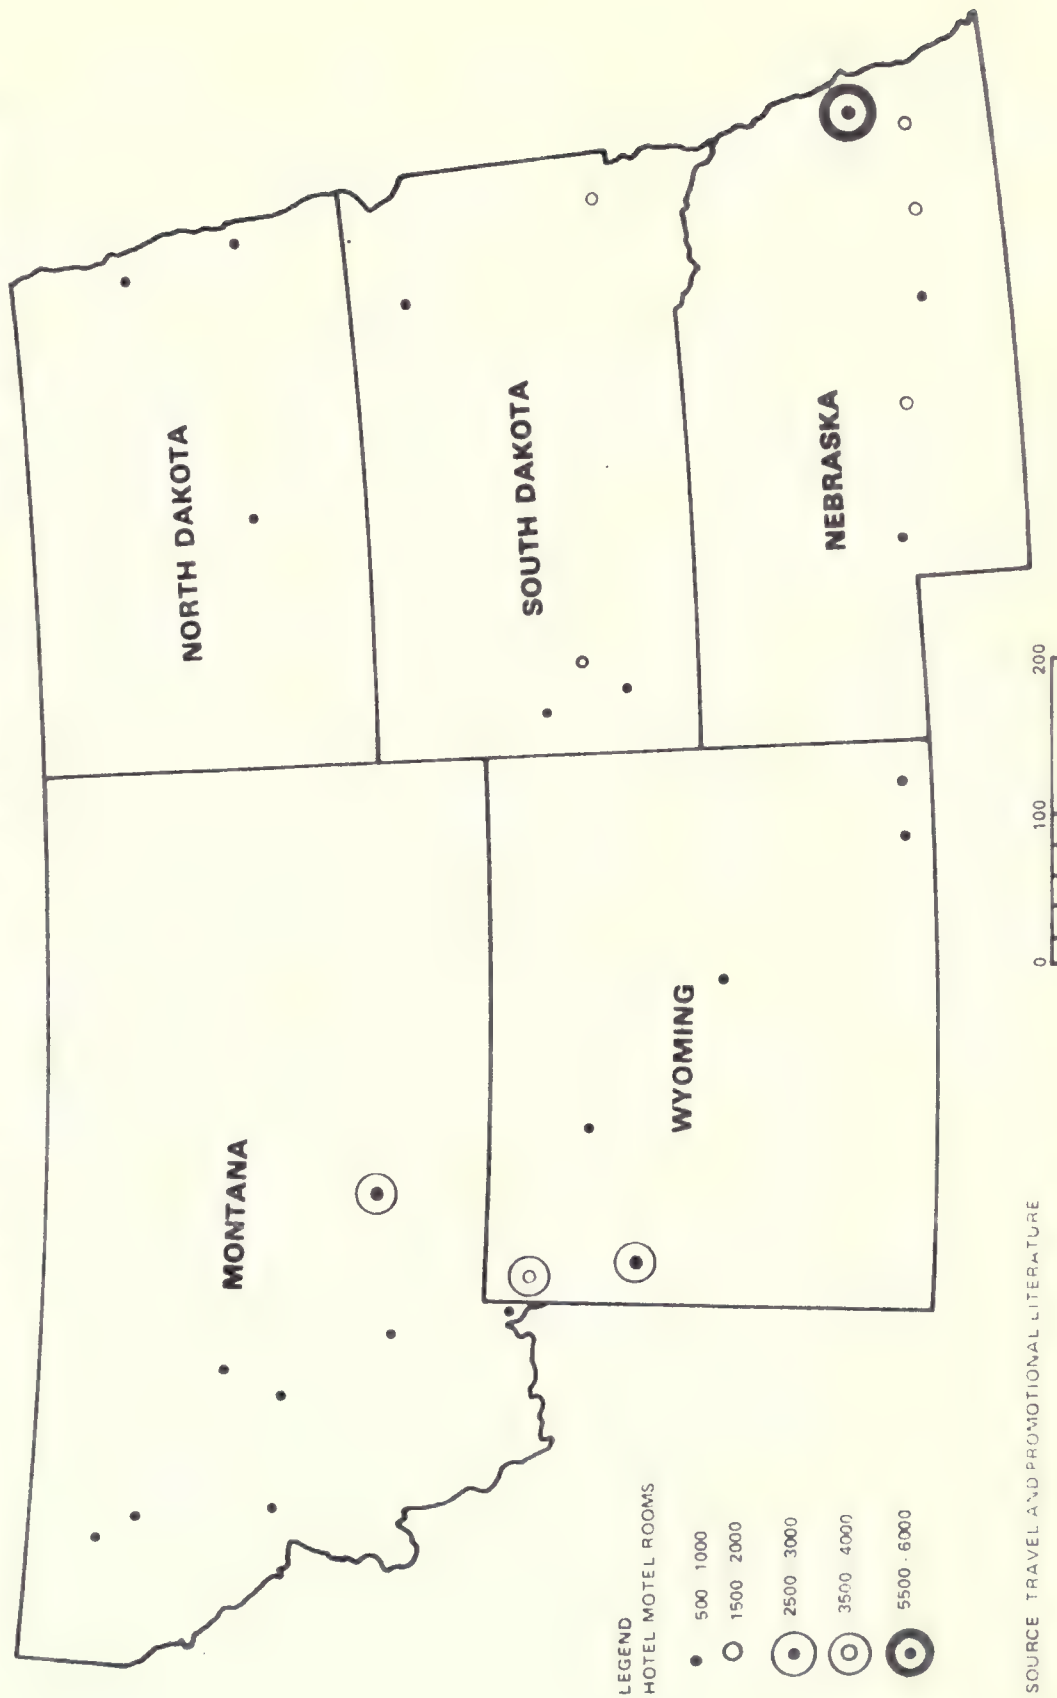 MONTANA
NORTH DAKOTA
SOUTH DAKOTA
WYOMING
NEBRASKA
LEGEND
HOTEL MOTEL ROOMS
500 1000
1500 2000
2500 3000
3500 4000
5500 - 6000
0 100 200
SOURCE TRAVEL AND PROMOTIONAL LITERATURE